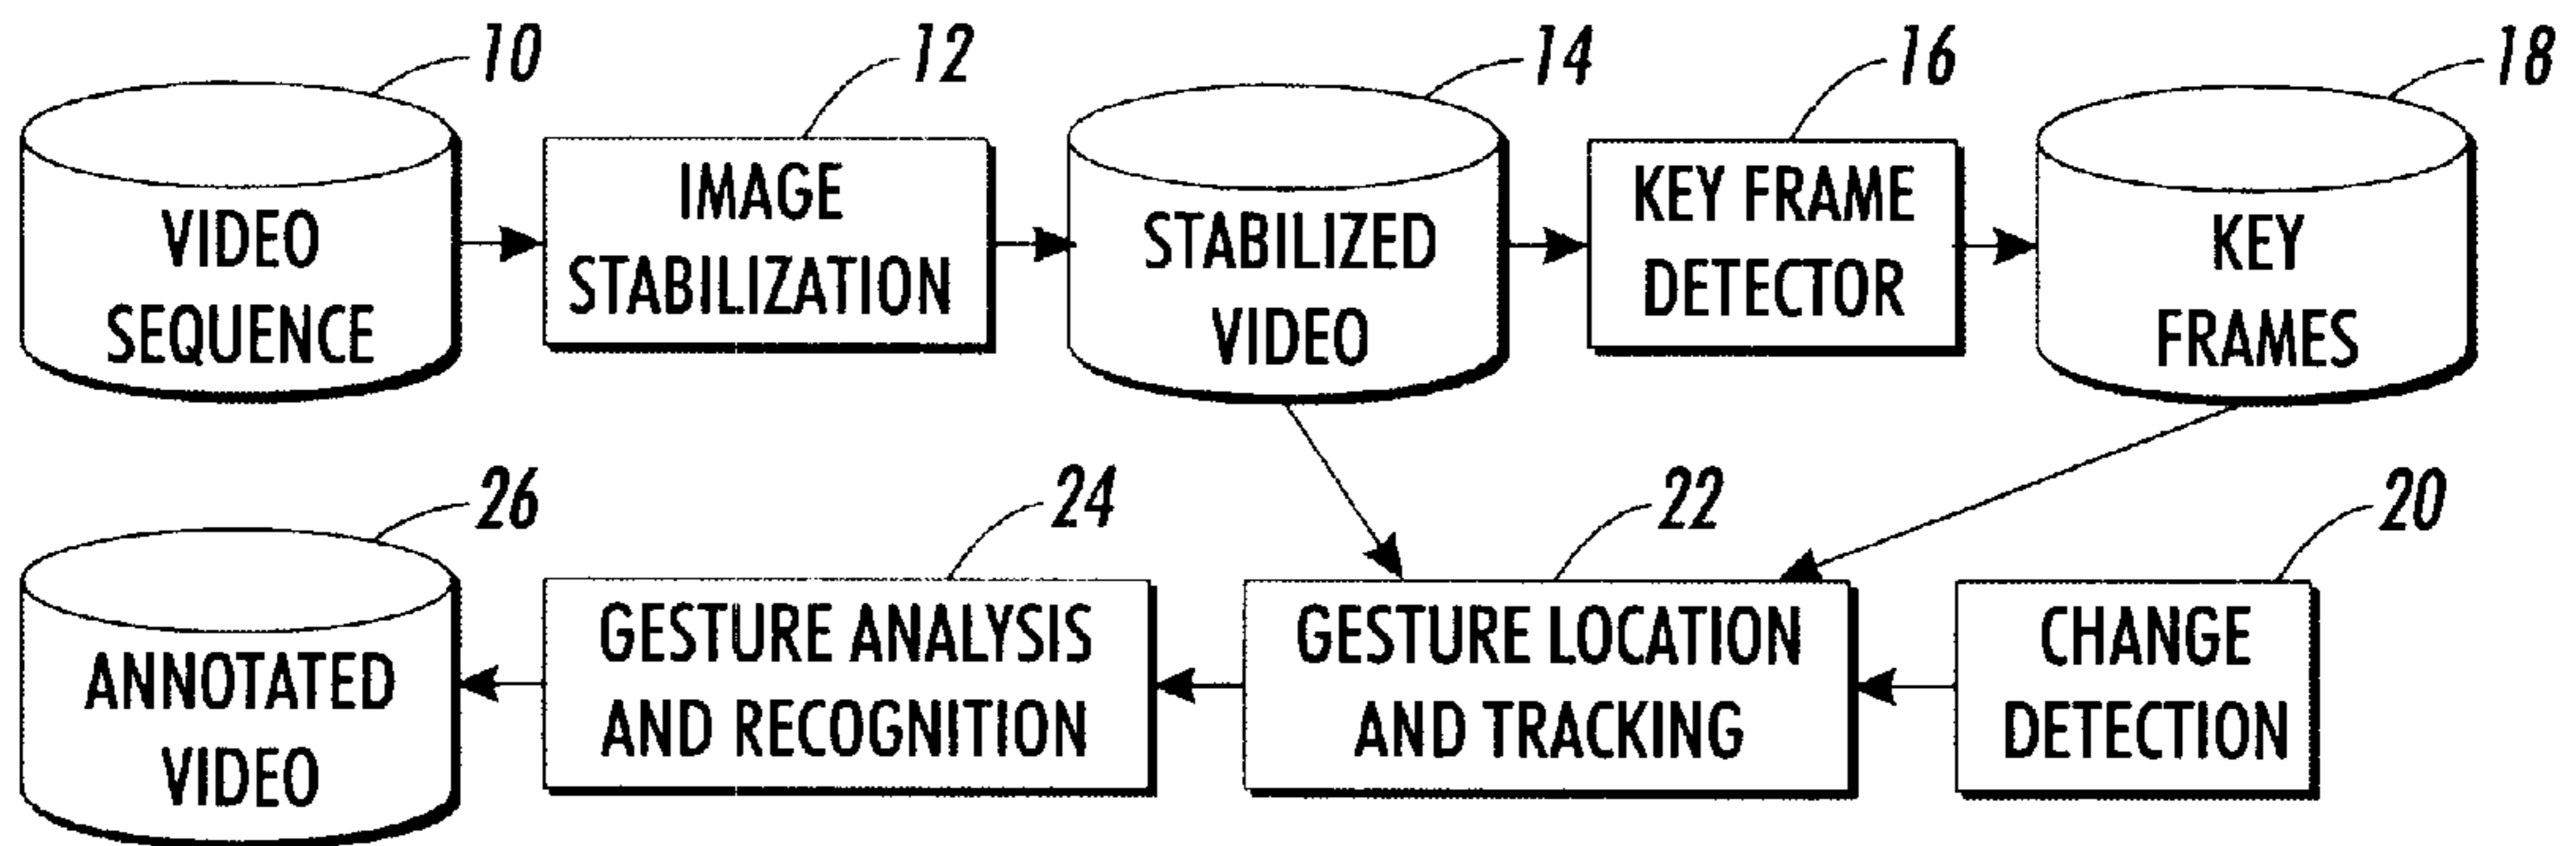 10
12
14
16
18
VIDEO
SEQUENCE
IMAGE
STABILIZATION
STABILIZED
VIDEO
KEY FRAME
DETECTOR
KEY
FRAMES
26
24
22
20
ANNOTATED
VIDEO
GESTURE ANALYSIS
AND RECOGNITION
GESTURE LOCATION
AND TRACKING
CHANGE
DETECTION